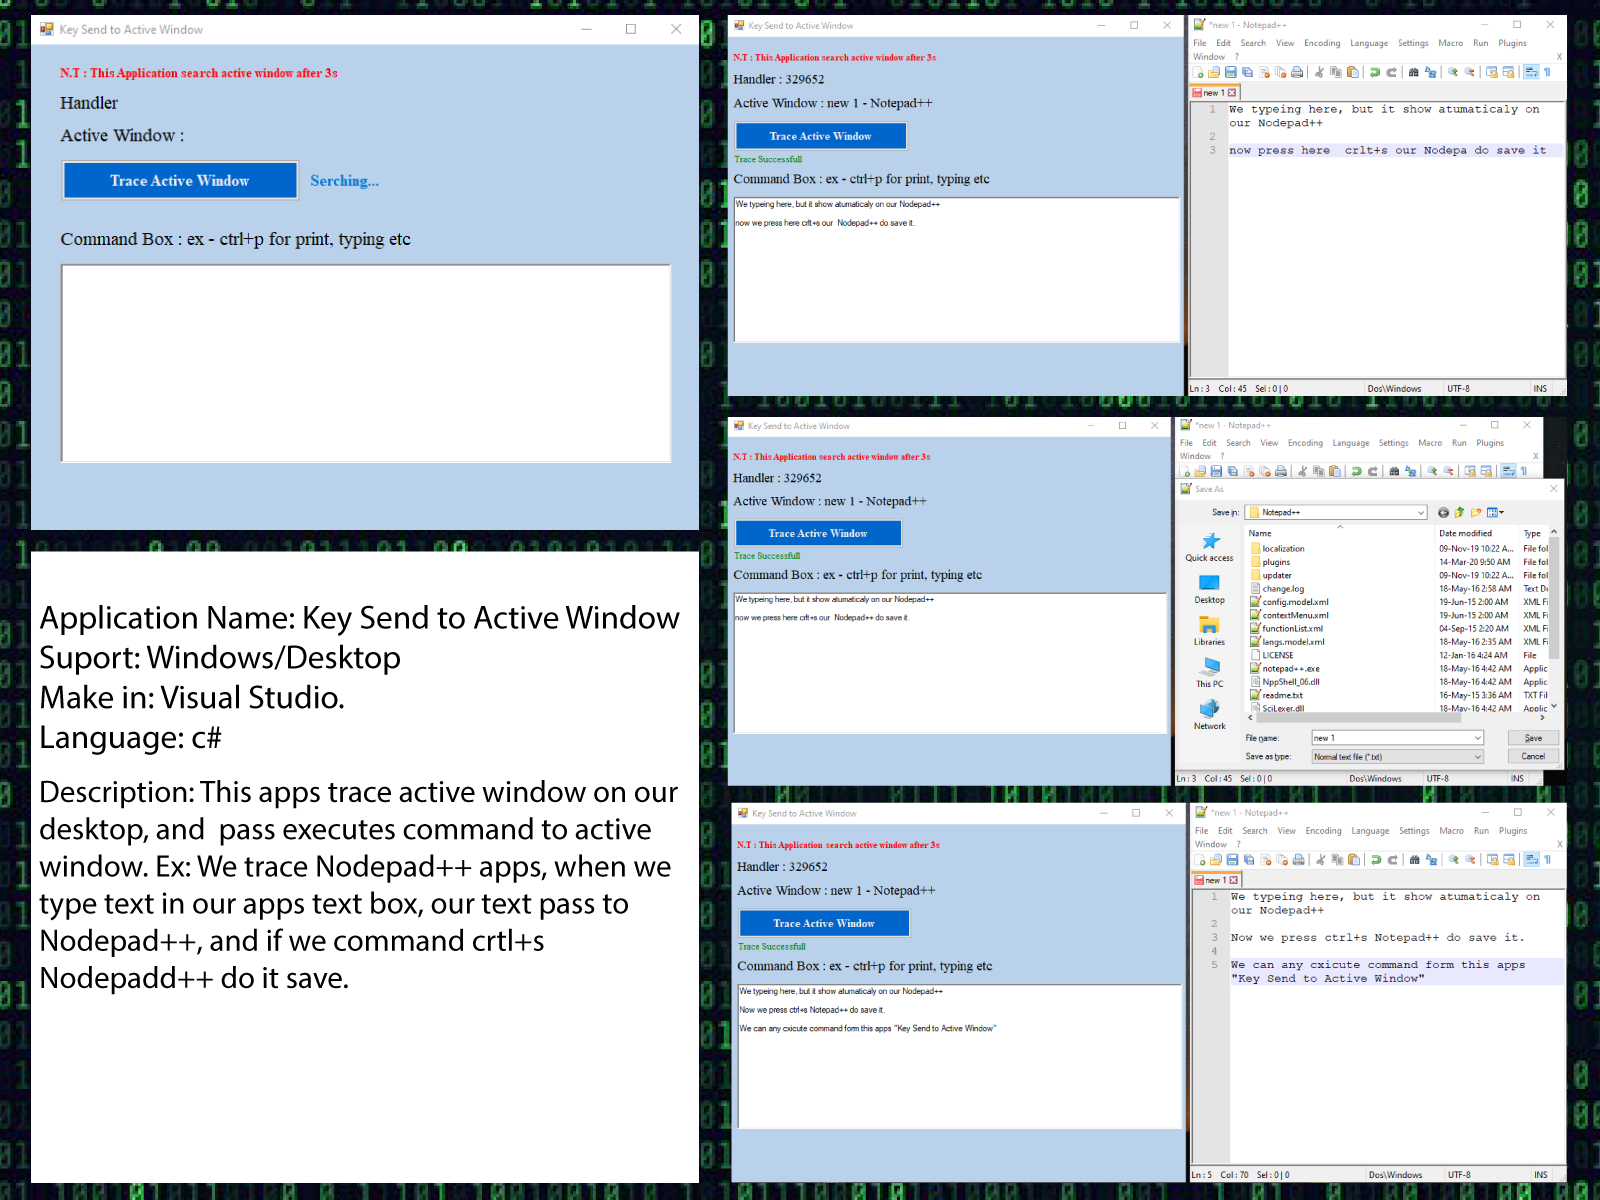 Key Send to Active Window
N.T : This Application search active window after 3s
Handler
Active Window :
Trace Active Window Serching...
Command Box : ex - ctrl+p for print, typing etc
Application Name: Key Send to Active Window
Suport: Windows/Desktop
Make in: Visual Studio.
Language: c#
Description: This apps trace active window on our
desktop, and pass executes command to active
window. Ex: We trace Nodepad++ apps, when we
type text in our apps text box, our text pass to
Nodepad++, and if we command crtl+s
Nodepadd++ do it save.
Key Send to Active Window
N.T : This Application search active window after 3s
Handler : 329652
Active Window : new 1 - Notepad++
Trace Active Window
Trace Successfull
Command Box : ex - ctrl+p for print, typing etc
We typeing here, but it show atumaticaly on our Nodepad++
now we press here crlt+s our Nodepad++ do save it.
*new 1 - Notepad++
File Edit Search View Encoding Language Settings Macro Run Plugins
Window ? X
new 1
1 We typeing here, but it show atumaticaly on
our Nodepad++
2
3 now press here crlt+s our Nodepa do save it
Ln : 3 Col : 45 Sel : 0 | 0 Dos\Windows UTF-8 INS
Key Send to Active Window
N.T : This Application search active window after 3s
Handler : 329652
Active Window : new 1 - Notepad++
Trace Active Window
Trace Successfull
Command Box : ex - ctrl+p for print, typing etc
We typeing here, but it show atumaticaly on our Nodepad++
now we press here crlt+s our Nodepad++ do save it
*new 1 - Notepad++
File Edit Search View Encoding Language Settings Macro Run Plugins
Window ? X
Save As
Save in: Notepad++
Quick access
Desktop
Libraries
This PC
Network
Name Date modified Type
localization 09-Nov-19 10:22 A... File fol
plugins 14-Mar-20 9:50 AM File fol
updater 09-Nov-19 10:22 A... File fol
change.log 18-May-16 2:58 AM Text D
config.model.xml 19-Jun-15 2:00 AM XML Fi
contextMenu.xml 19-Jun-15 2:00 AM XML Fi
functionList.xml 04-Sep-15 2:20 AM XML Fi
langs.model.xml 18-May-16 2:35 AM XML Fi
LICENSE 12-Jan-16 4:24 AM File
notepad++.exe 18-May-16 4:42 AM Applic
NppShell_06.dll 18-May-16 4:42 AM Applic
readme.txt 16-May-15 3:36 AM TXT Fil
SciLexer.dll 18-May-16 4:42 AM Applic
File name: new 1 Save
Save as type: Normal text file (*.txt) Cancel
Ln : 3 Col : 45 Sel : 0 | 0 Dos\Windows UTF-8 INS
Key Send to Active Window
N.T : This Application search active window after 3s
Handler : 329652
Active Window : new 1 - Notepad++
Trace Active Window
Trace Successfull
Command Box : ex - ctrl+p for print, typing etc
We typeing here, but it show atumaticaly on our Nodepad++
Now we press ctrl+s Notepad++ do save it.
We can any cxicute command form this apps "Key Send to Active Window"
*new 1 - Notepad++
File Edit Search View Encoding Language Settings Macro Run Plugins
Window ? X
new 1
1 We typeing here, but it show atumaticaly on
our Nodepad++
2
3 Now we press ctrl+s Notepad++ do save it.
4
5 We can any cxicute command form this apps
"Key Send to Active Window"
Ln : 5 Col : 70 Sel : 0 | 0 Dos\Windows UTF-8 INS